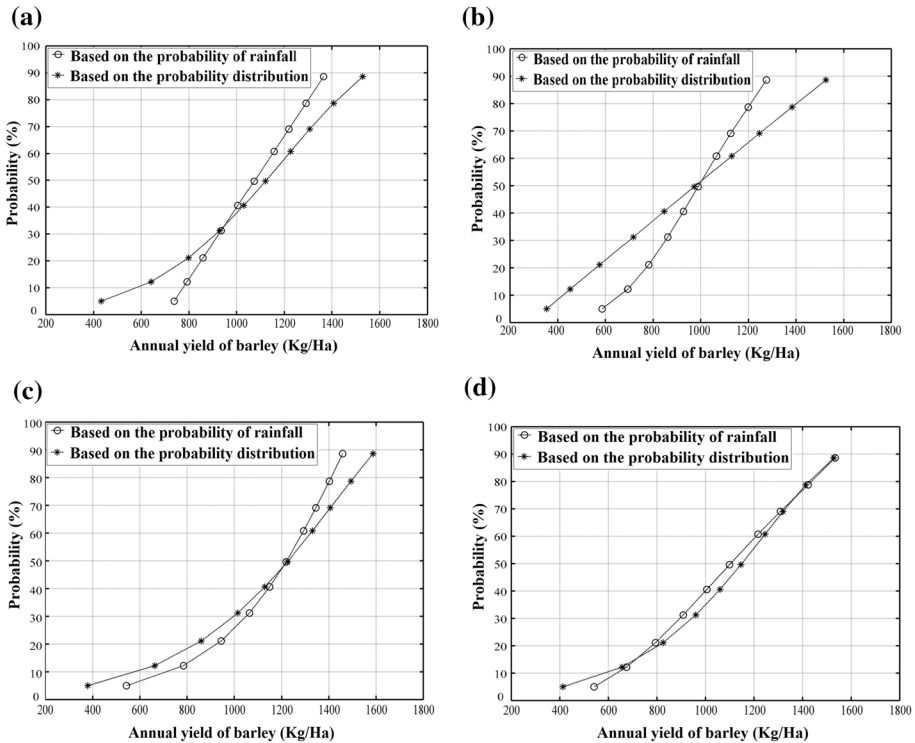 (a)
Based on the probability of rainfall
Based on the probability distribution
100
90
80
70
60
50
40
30
20
10
0
Probability (%)
200 400 600 800 1000 1200 1400 1600 1800
Annual yield of barley (Kg/Ha)
(b)
Based on the probability of rainfall
Based on the probability distribution
100
90
80
70
60
50
40
30
20
10
0
Probability (%)
200 400 600 800 1000 1200 1400 1600 1800
Annual yield of barley (Kg/Ha)
(c)
Based on the probability of rainfall
Based on the probability distribution
100
90
80
70
60
50
40
30
20
10
0
Probability (%)
200 400 600 800 1000 1200 1400 1600 1800
Annual yield of barley (Kg/Ha)
(d)
Based on the probability of rainfall
Based on the probability distribution
100
90
80
70
60
50
40
30
20
10
0
Probability (%)
200 400 600 800 1000 1200 1400 1600 1800
Annual yield of barley (Kg/Ha)